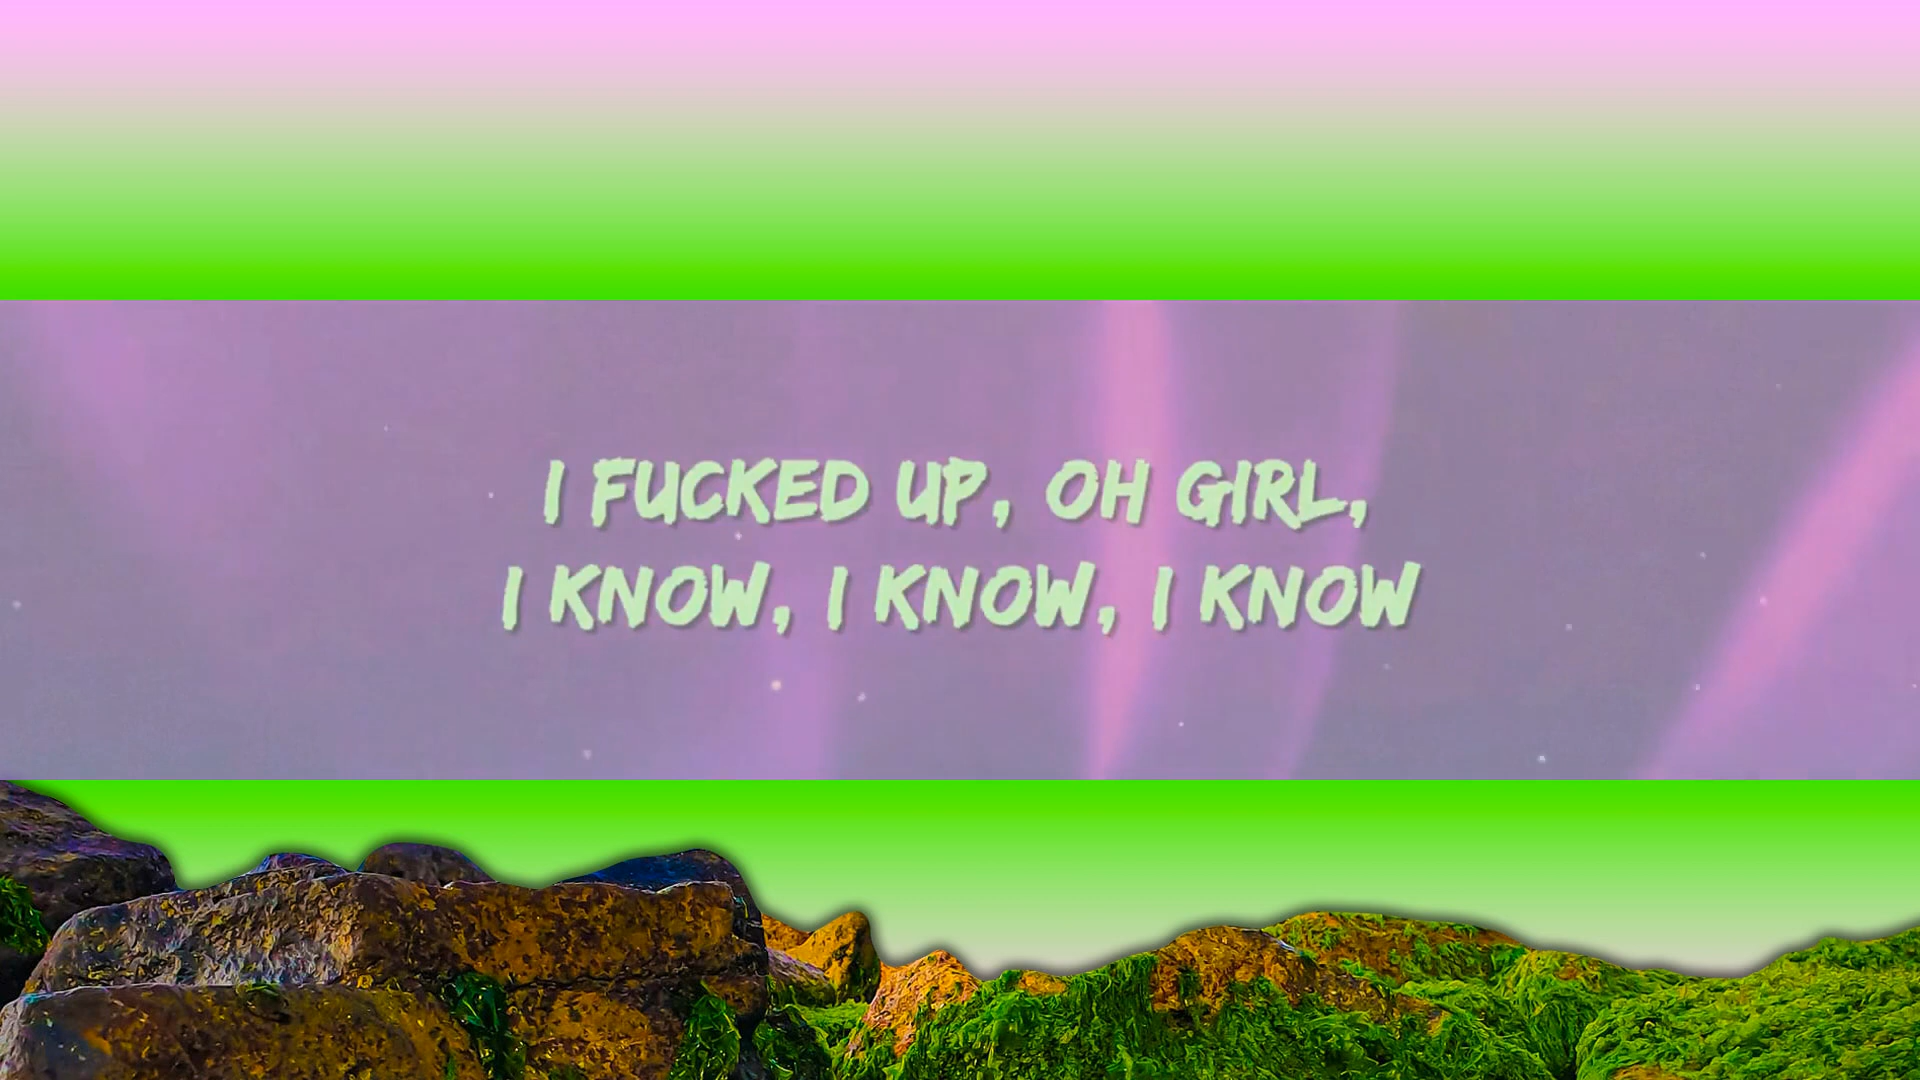 I FUCKED UP, OH GIRL,
I KNOW, I KNOW, I KNOW